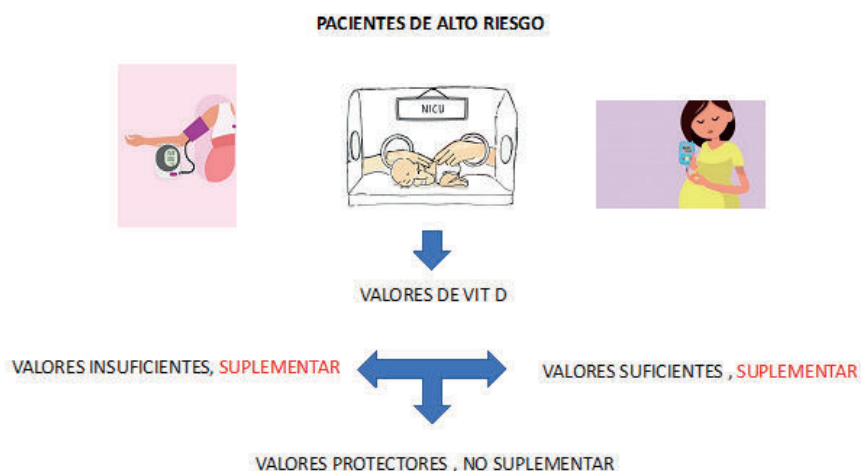 PACIENTES DE ALTO RIESGO
NICU
VALORES DE VIT D
VALORES INSUFICIENTES, SUPLEMENTAR
VALORES SUFICIENTES , SUPLEMENTAR
VALORES PROTECTORES , NO SUPLEMENTAR